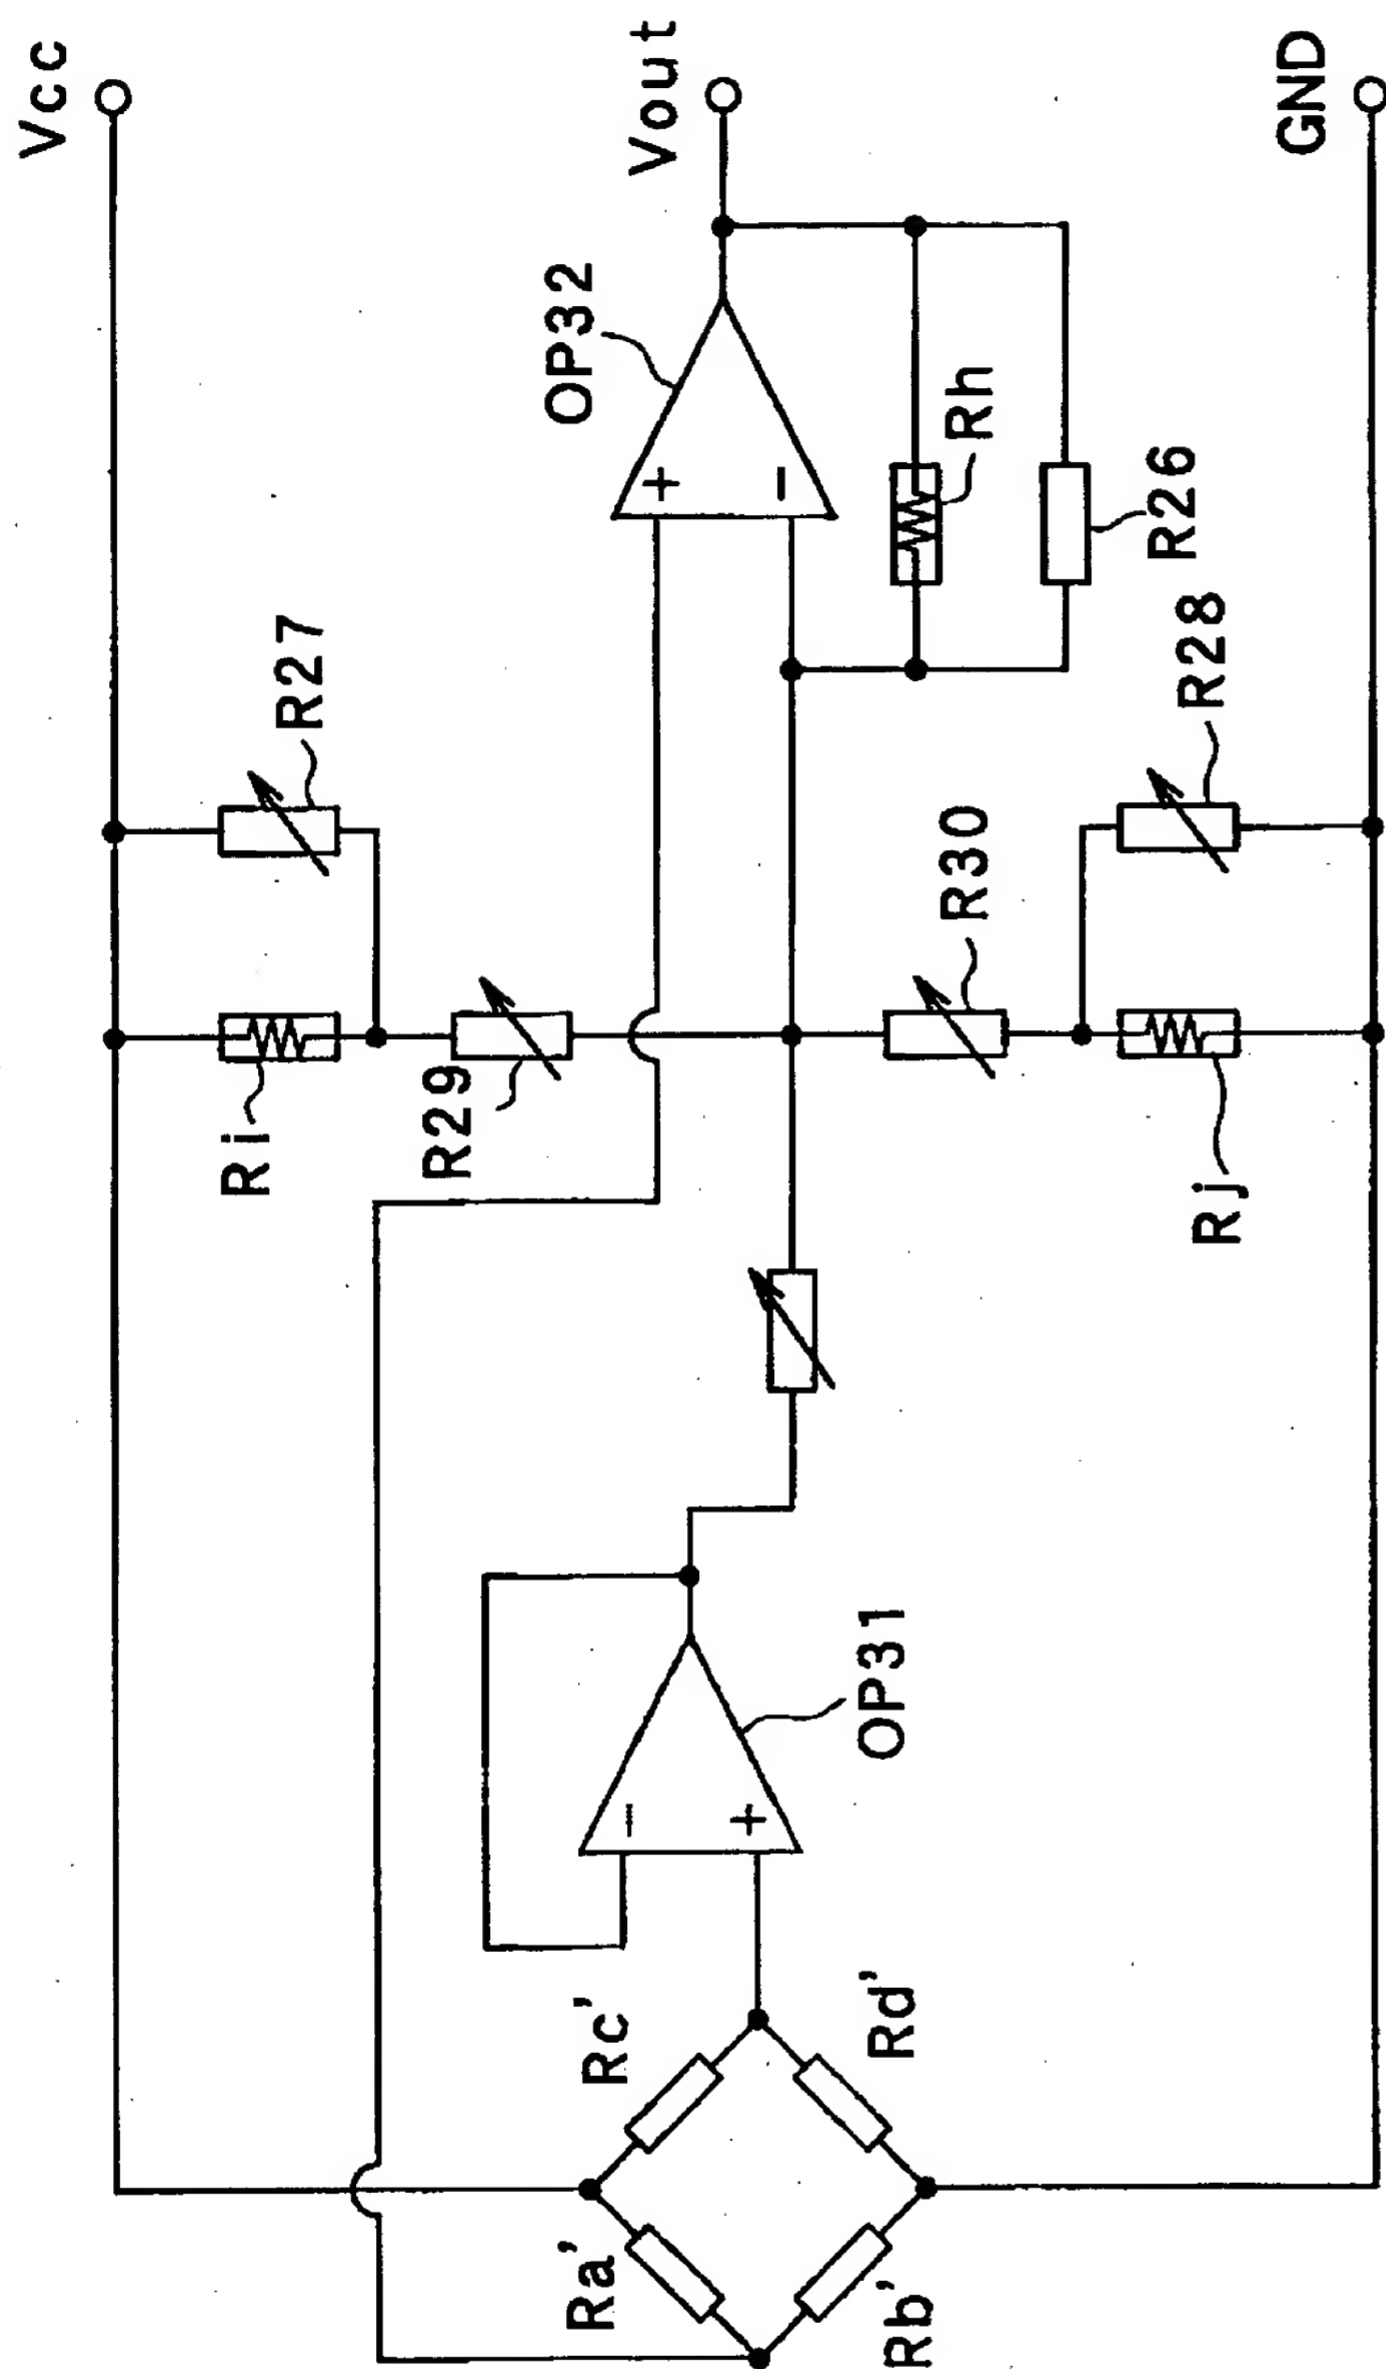 Vcc
Vout
GND
OP32
Rh
R26
R27
R28
R30
Ri
R29
Rj
OP31
Rc'
Rd'
Ra'
Rb'
+
−
−
+